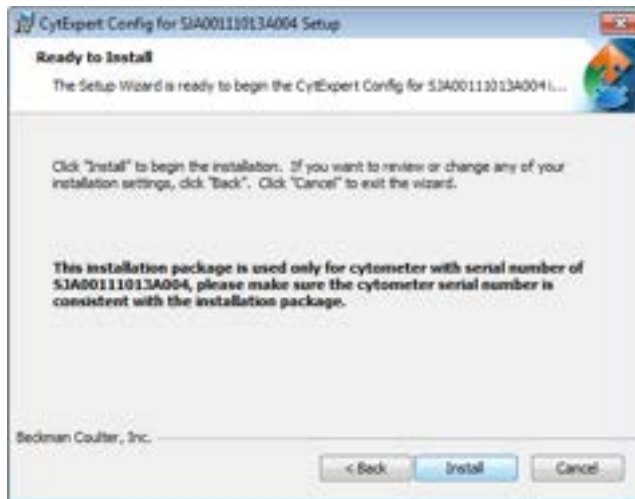 CytExpert Config for SJA00111013A004 Setup
Ready to Install
The Setup Wizard is ready to begin the CytExpert Config for SJA00111013A004 i...
Click "Install" to begin the installation. If you want to review or change any of your
installation settings, click "Back". Click "Cancel" to exit the wizard.
This installation package is used only for cytometer with serial number of
SJA00111013A004, please make sure the cytometer serial number is
consistent with the installation package.
Beckman Coulter, Inc.
< Back Install Cancel